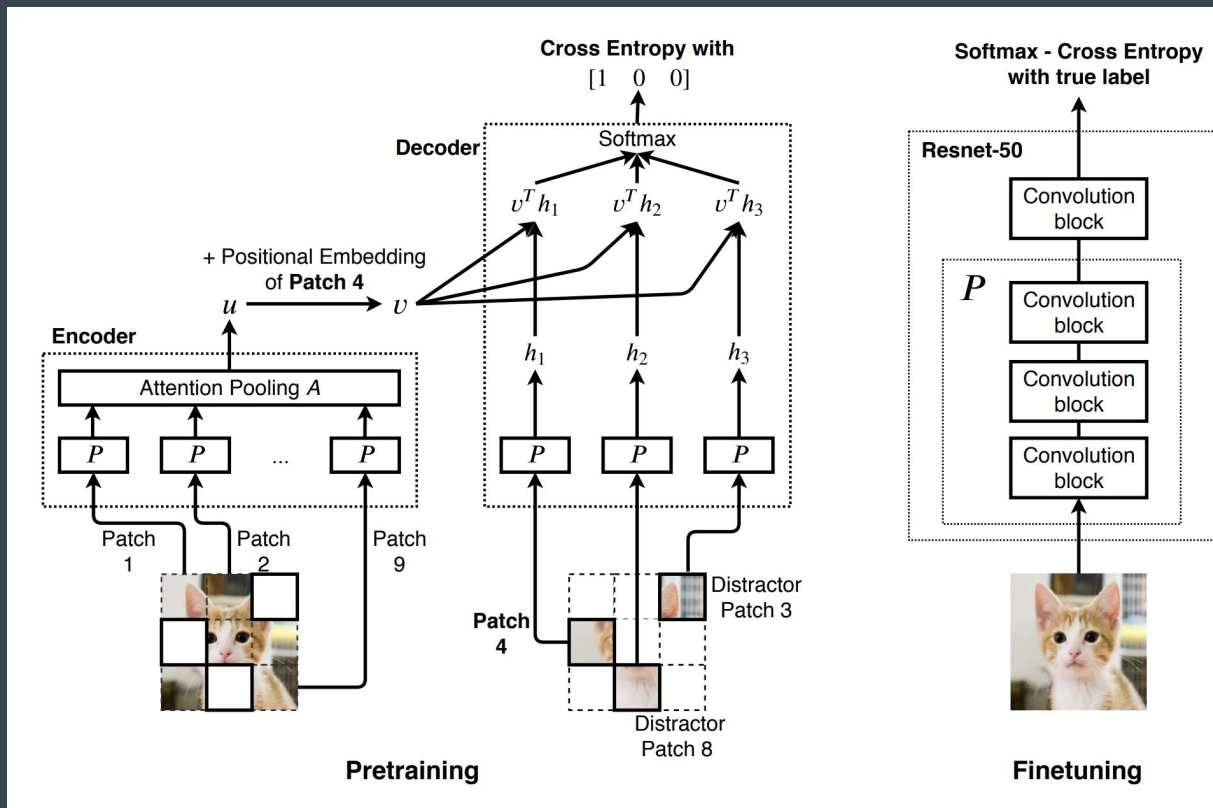 Cross Entropy with
[1 0 0]
Decoder
Softmax
v^T h_1 v^T h_2 v^T h_3
+ Positional Embedding
of Patch 4
u
v
Encoder
Attention Pooling A
P P ... P
h_1 h_2 h_3
P P P
Patch
1
Patch
2
Patch
9
Patch
4
Distractor
Patch 3
Distractor
Patch 8
Pretraining
Softmax - Cross Entropy
with true label
Resnet-50
Convolution
block
P
Convolution
block
Convolution
block
Convolution
block
Finetuning